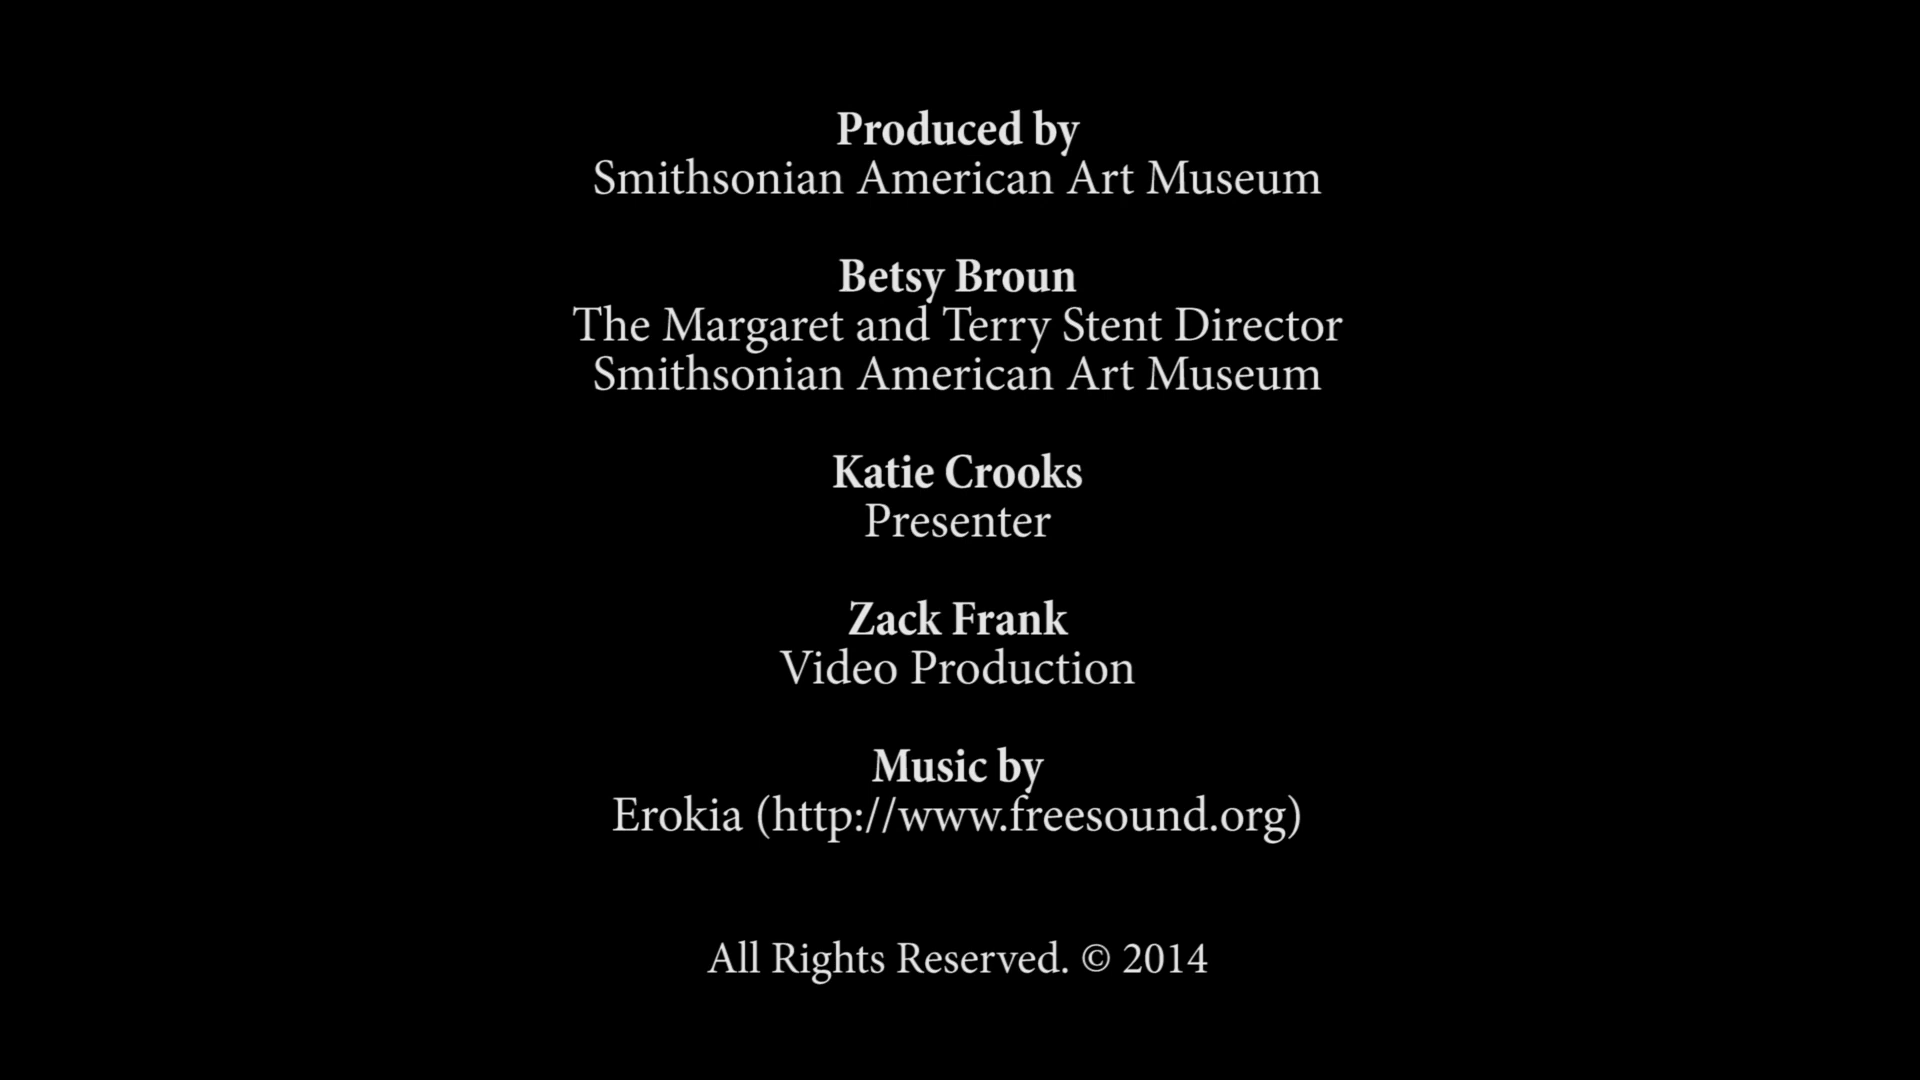 Produced by
Smithsonian American Art Museum
Betsy Broun
The Margaret and Terry Stent Director
Smithsonian American Art Museum
Katie Crooks
Presenter
Zack Frank
Video Production
Music by
Erokia (http://www.freesound.org)
All Rights Reserved. © 2014